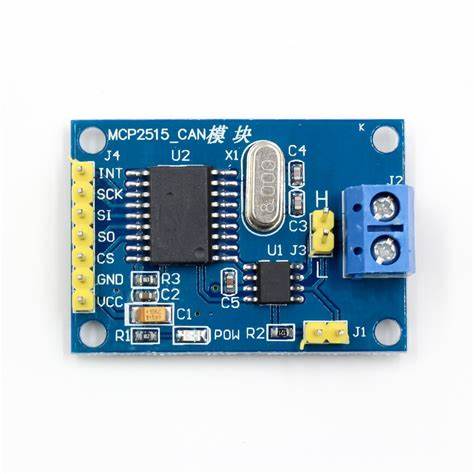 MCP2515_CAN模块
K
J4
U2
X1
C4
J2
INT
SCK
SI
SO
CS
GND
VCC
8.000
H
C3
U1
J3
L
R3
C2
C5
C1
R1
POW
R2
J1